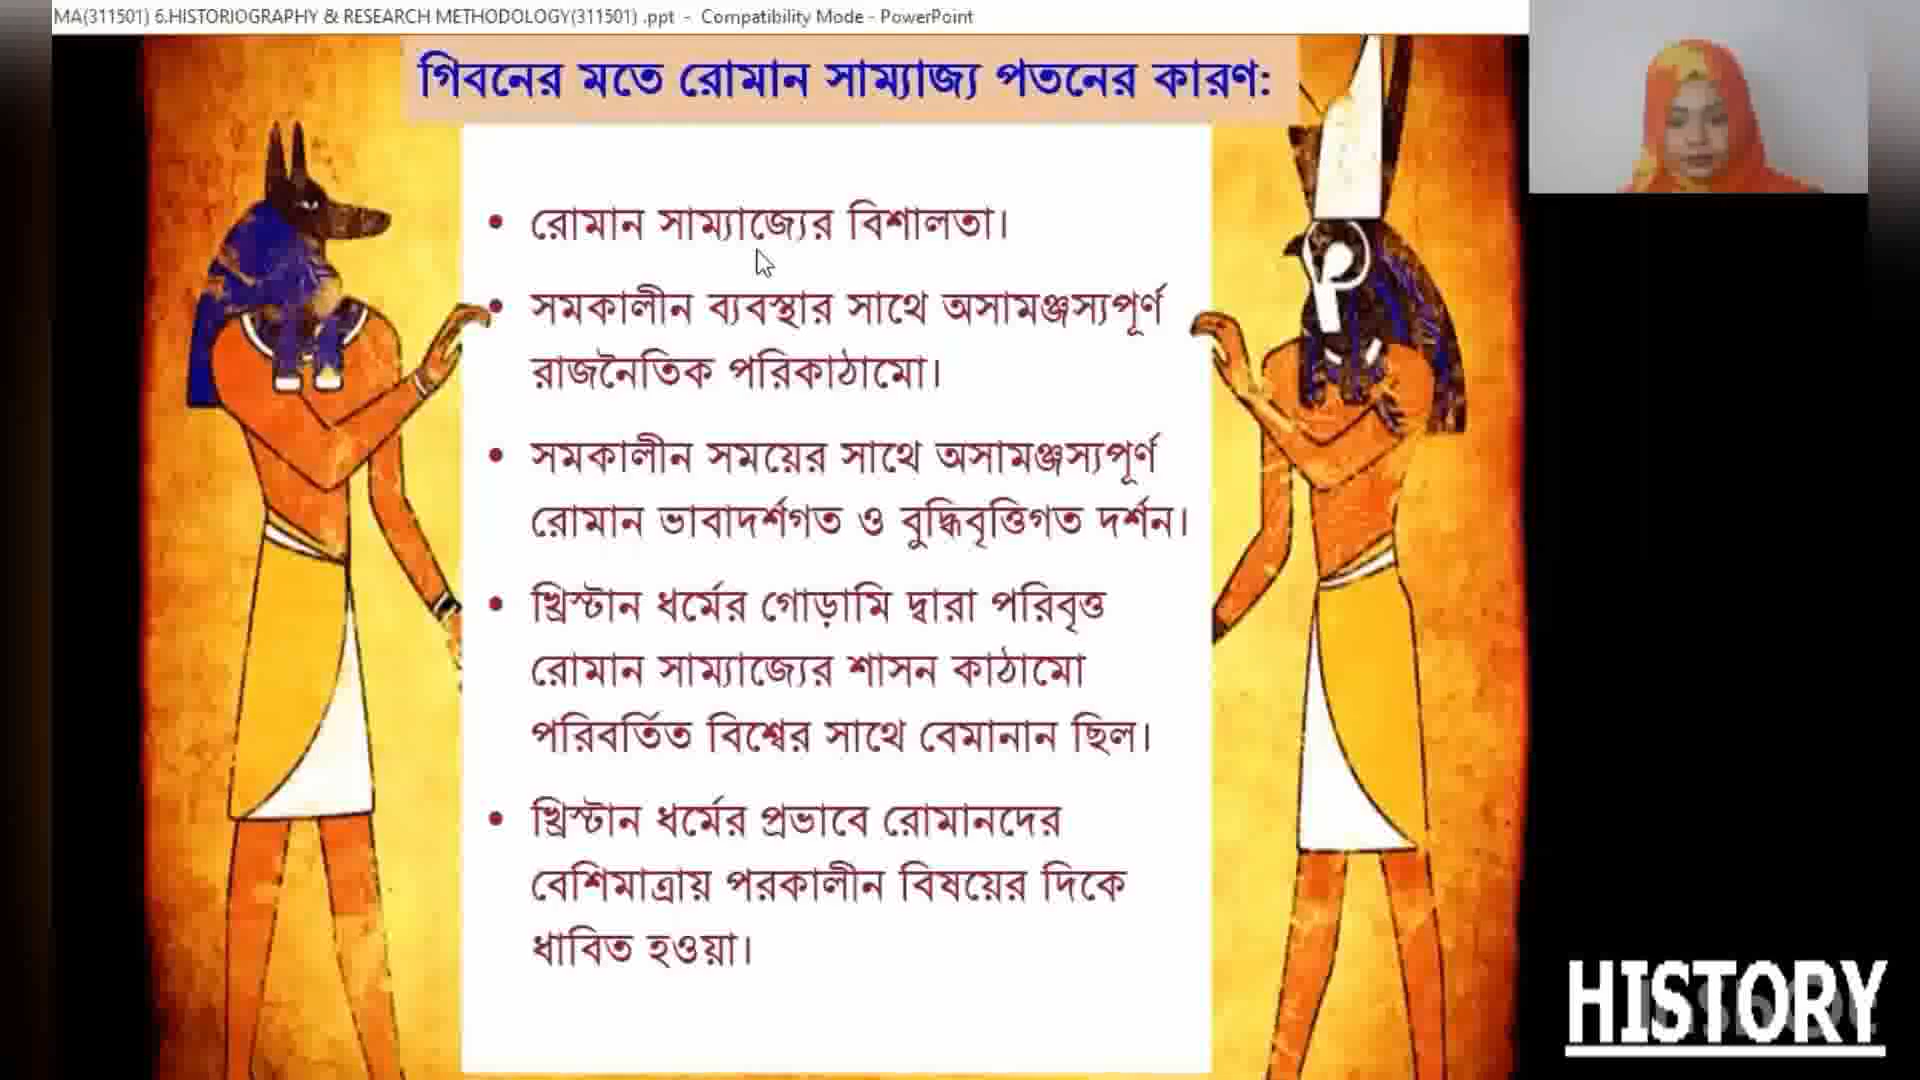 MA(311501) 6.HISTORIOGRAPHY & RESEARCH METHODOLOGY(311501) .ppt - Compatibility Mode - PowerPoint
গিবনের মতে রোমান সাম্যাজ্য পতনের কারণ:
• রোমান সাম্যাজ্যের বিশালতা।
• সমকালীন ব্যবস্থার সাথে অসামঞ্জস্যপূর্ণ
রাজনৈতিক পরিকাঠামো।
• সমকালীন সময়ের সাথে অসামঞ্জস্যপূর্ণ
রোমান ভাবাদর্শগত ও বুদ্ধিবৃত্তিগত দর্শন।
• খ্রিস্টান ধর্মের গোড়ামি দ্বারা পরিবৃত্ত
রোমান সাম্যাজ্যের শাসন কাঠামো
পরিবর্তিত বিশ্বের সাথে বেমানান ছিল।
• খ্রিস্টান ধর্মের প্রভাবে রোমানদের
বেশিমাত্রায় পরকালীন বিষয়ের দিকে
ধাবিত হওয়া।
HISTORY